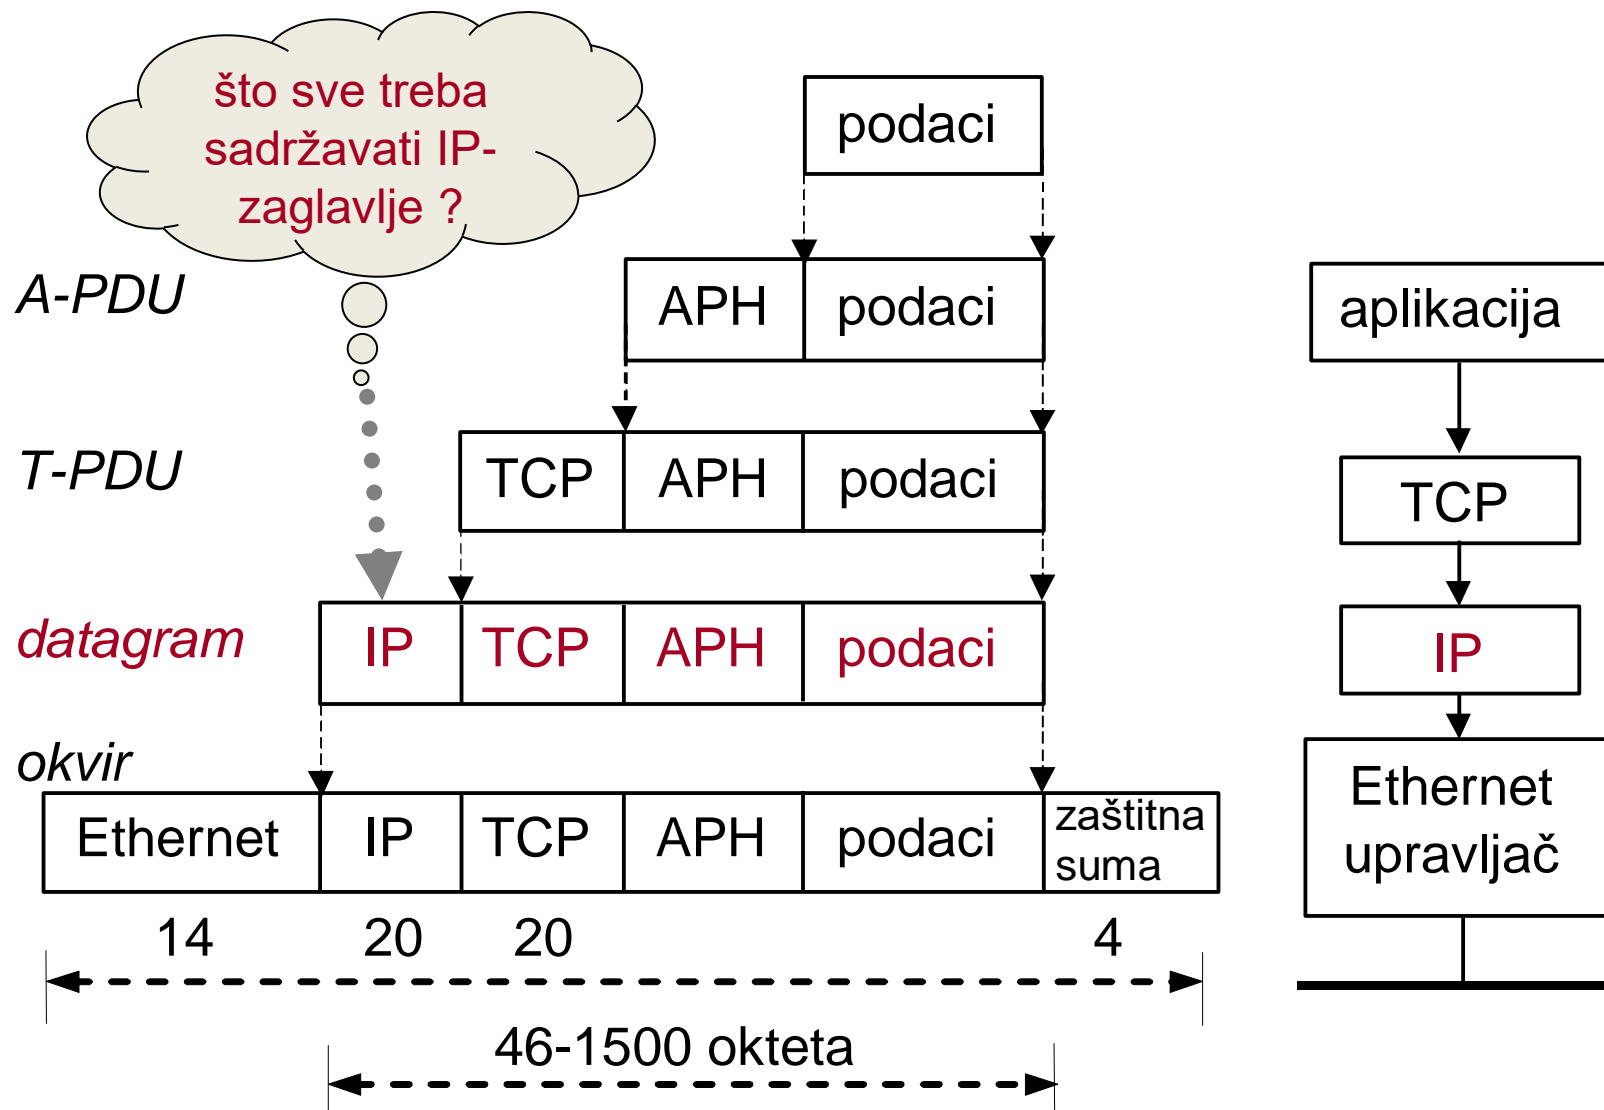 što sve treba
sadržavati IP-
zaglavlje ?
podaci
A-PDU
APH podaci
aplikacija
T-PDU
TCP APH podaci
TCP
datagram
IP TCP APH podaci
IP
okvir
Ethernet IP TCP APH podaci zaštitna
suma
Ethernet
upravljač
14 20 20 4
46-1500 okteta